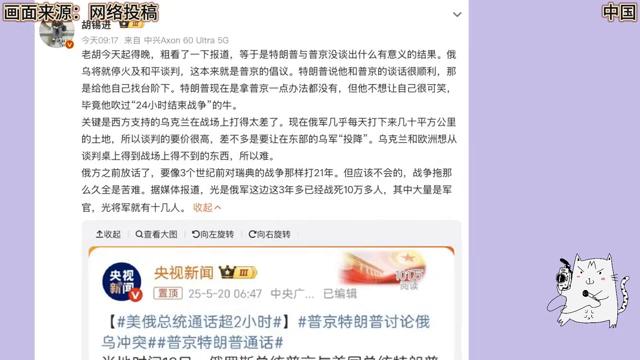 画面来源：网络投稿
中国
胡锡进
今天09:17 来自 中兴Axon 60 Ultra 5G
老胡今天起得晚，粗看了一下报道，等于是特朗普与普京没谈出什么有意义的结果。俄
乌将就停火及和平谈判，这本来就是普京的倡议。特朗普说他和普京的谈话很顺利，那
是给他自己找台阶下。特朗普现在是拿普京一点办法都没有，但他不想让自己很可笑，
毕竟他吹过“24小时结束战争”的牛。
关键是西方支持的乌克兰在战场上打得大差了。现在俄军几乎每天打下来几十平方公里
的土地，所以谈判的要价很高，差不多是要让在东部的乌军“投降”。乌克兰和欧洲想从
谈判桌上得到战场上得不到的东西，所以难。
俄方之前放话了，要像3个世纪前对瑞典的战争那样打21年。但应该不会的，战争拖那
么久全是苦难。据媒体报道，光是俄军这边这3年多已经战死10万多人，其中大量是军
官，光将军就有十几人。 收起
收起 查看大图 向左旋转 向右旋转
央视新闻
央视新闻 III
置顶 25-5-20 06:47 中央广... 已编辑
阅读
【#美俄总统通话超2小时#】#普京特朗普讨论俄
乌冲突##普京特朗普通话#